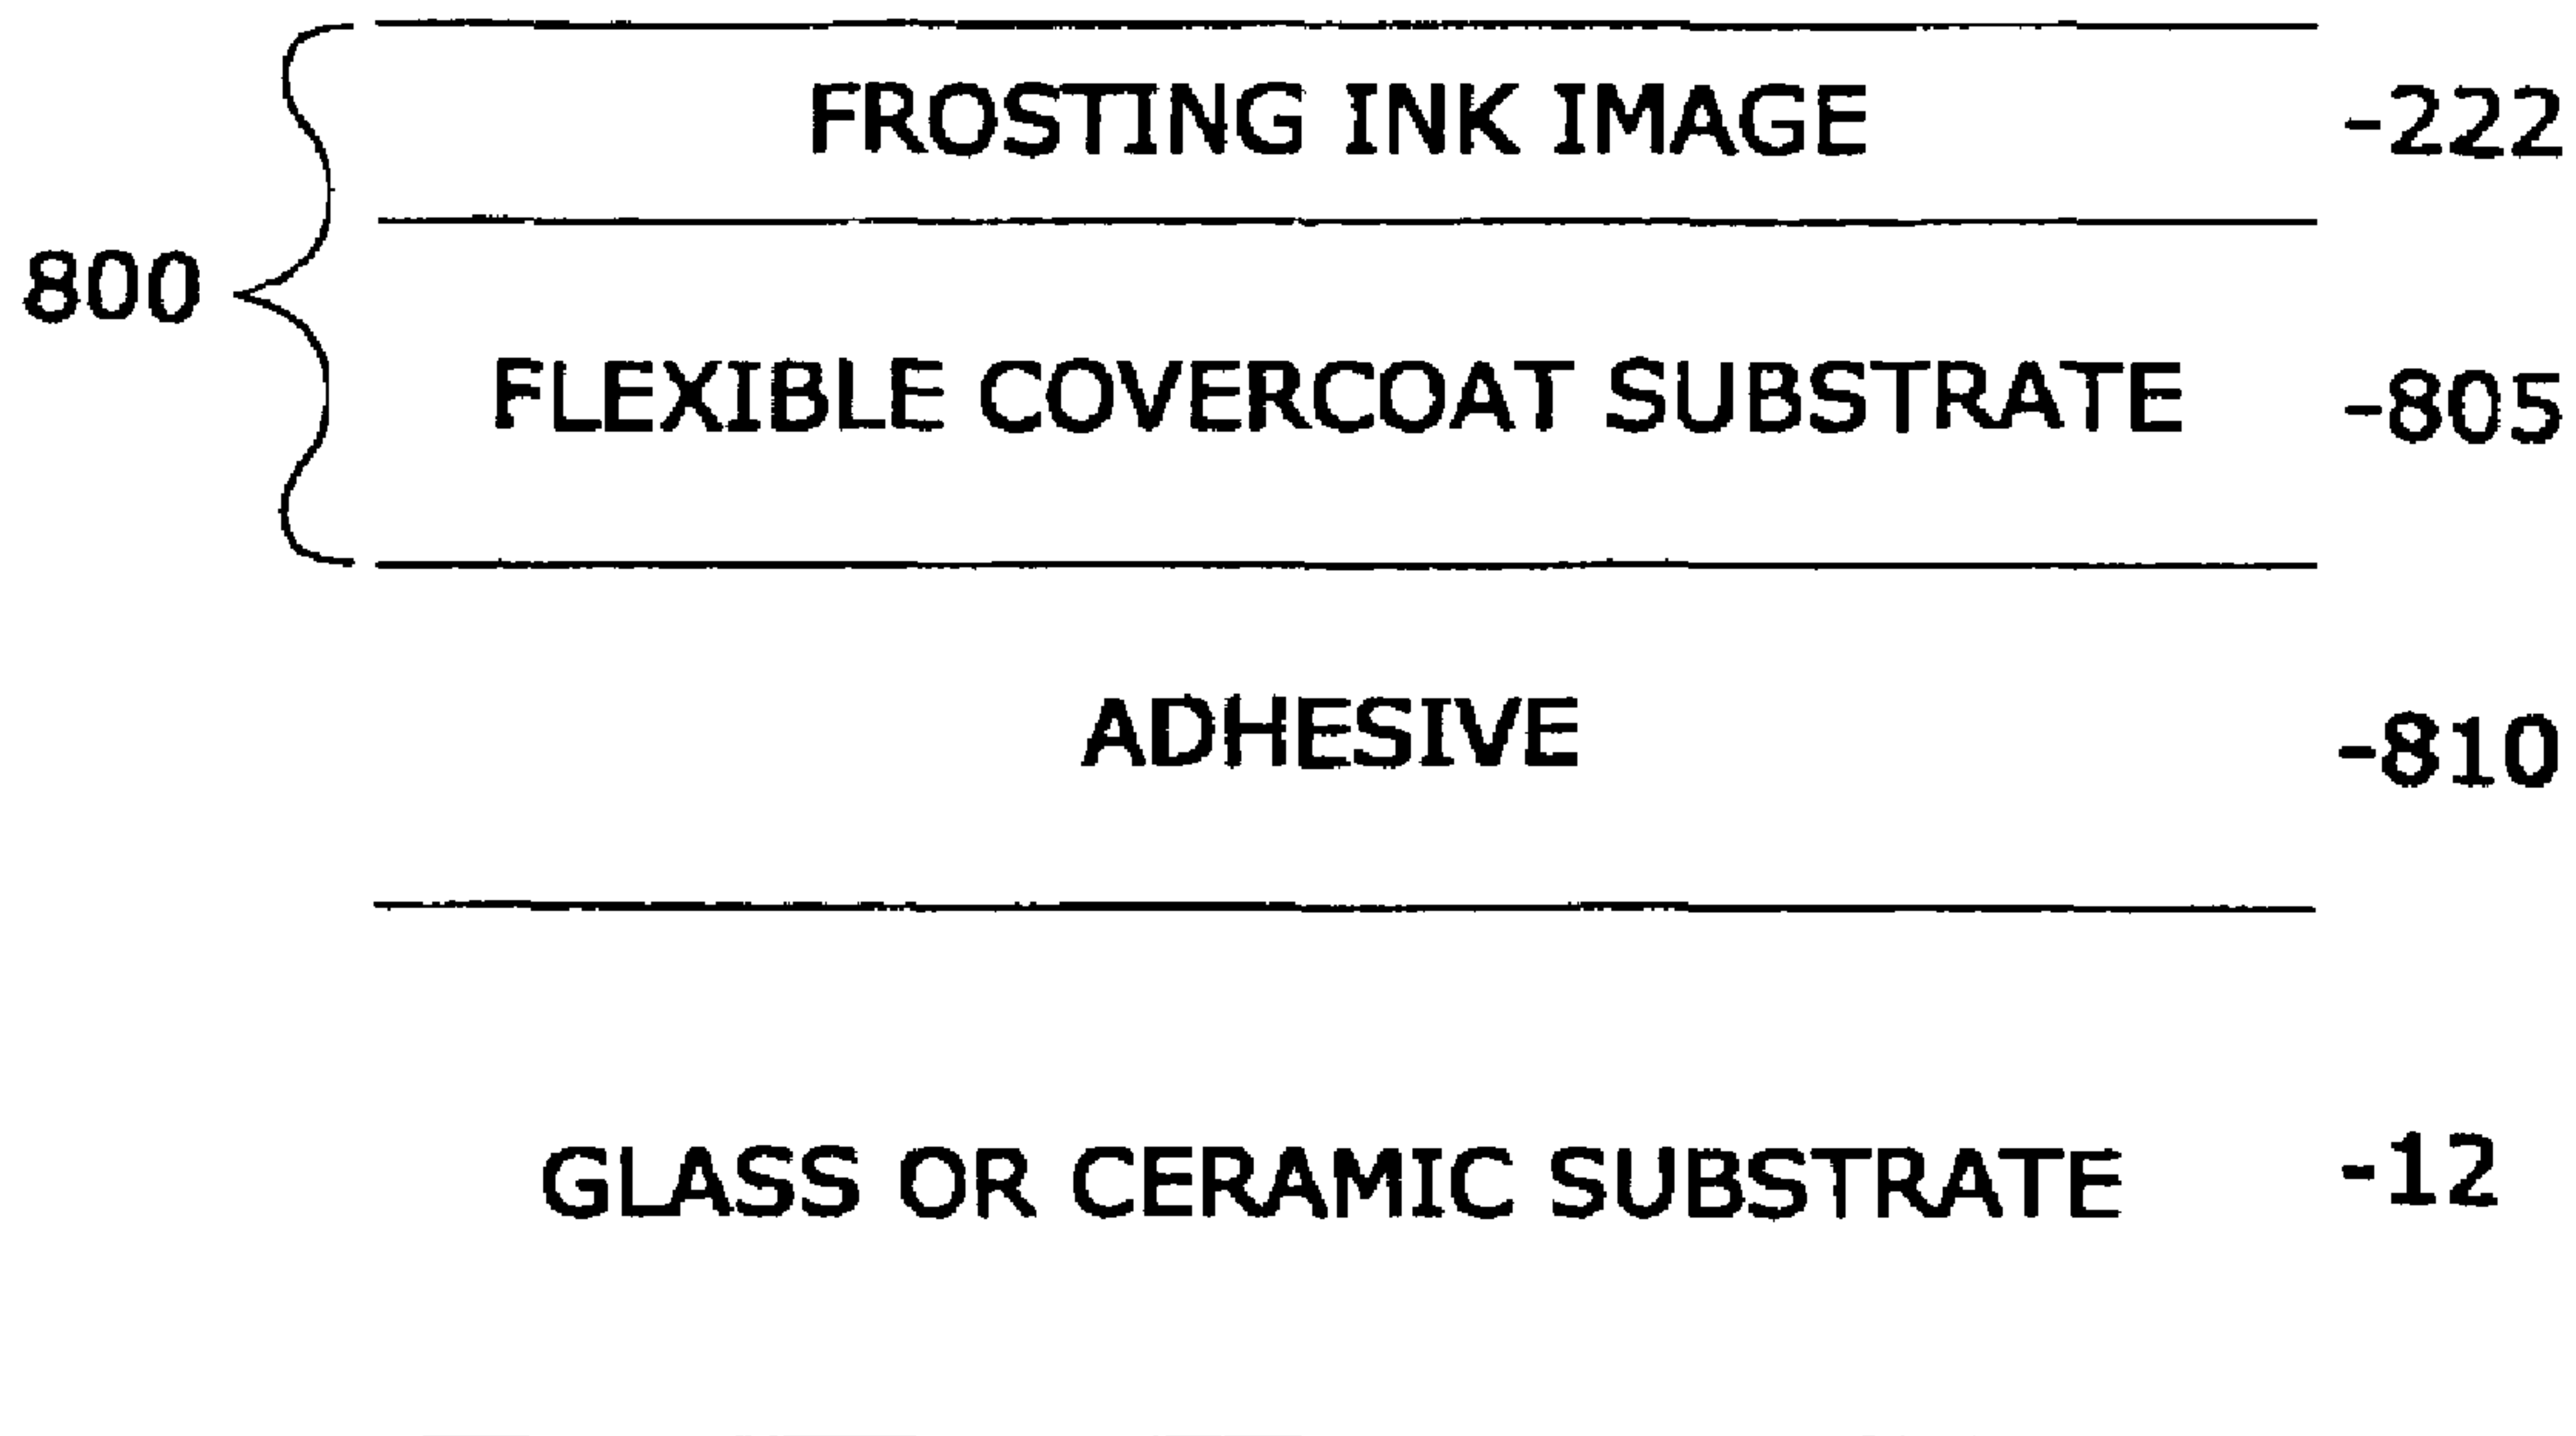 FROSTING INK IMAGE -222
800
FLEXIBLE COVERCOAT SUBSTRATE -805
ADHESIVE -810
GLASS OR CERAMIC SUBSTRATE -12